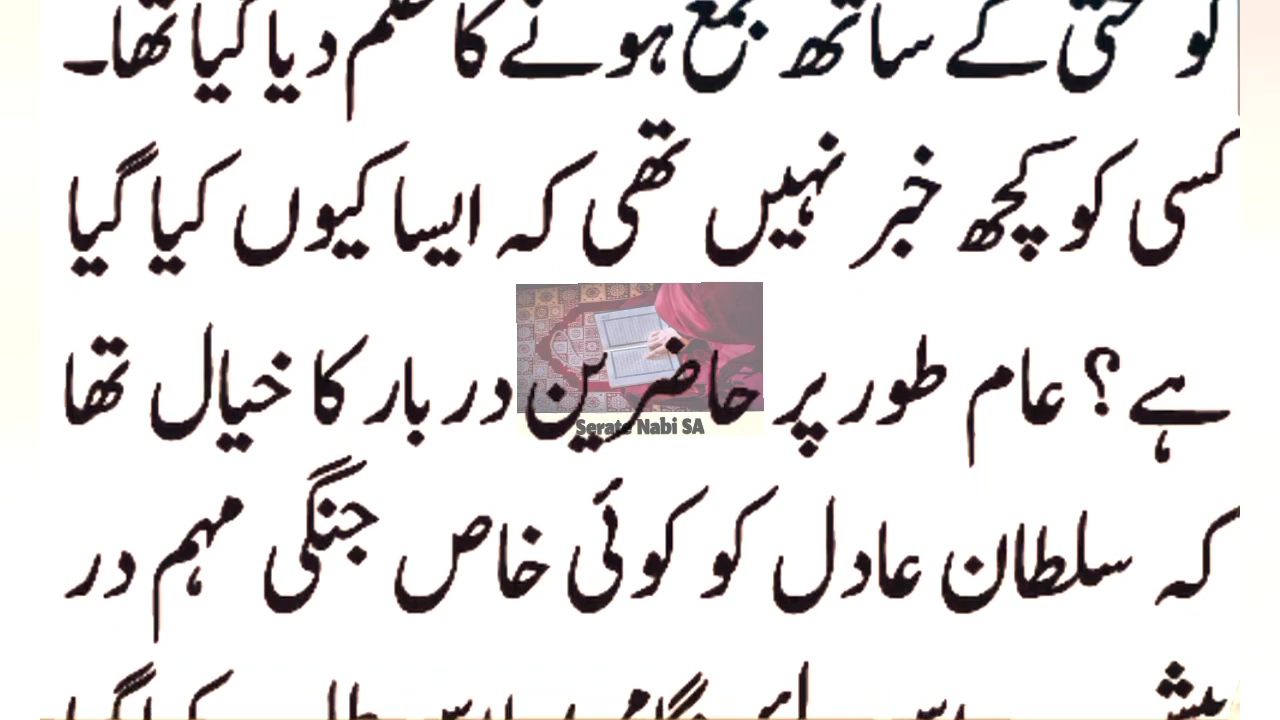 کو سختی کے ساتھ جمع ہونے کا حکم دیا گیا تھا۔
کسی کو کچھ خبر نہیں تھی کہ ایسا کیوں کیا گیا
ہے؟ عام طور پر حاضرین دربار کا خیال تھا
Serate Nabi SA
کہ سلطان عادل کو کوئی خاص جنگی مہم در